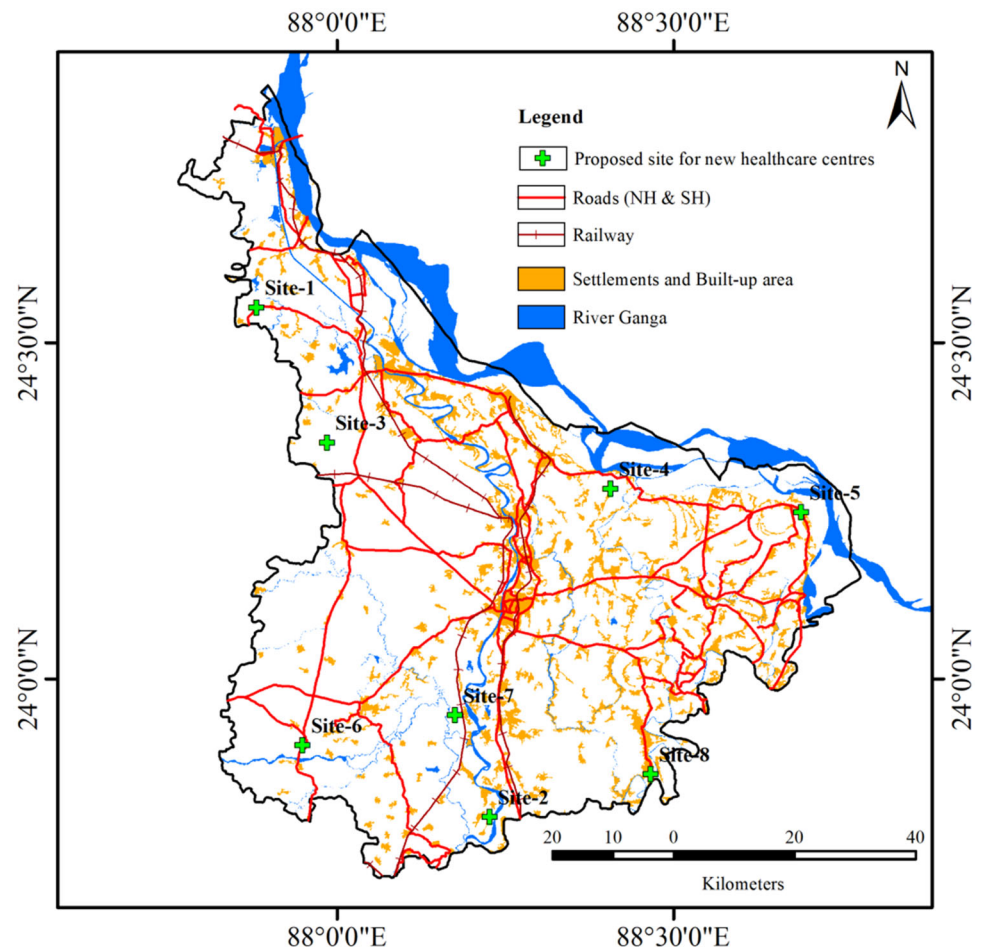 88°0'0"E 88°30'0"E
N
Legend
Proposed site for new healthcare centres
Roads (NH & SH)
Railway
Settlements and Built-up area
River Ganga
24°30'0"N
24°30'0"N
Site-1
Site-3
Site-4
Site-5
24°0'0"N
24°0'0"N
Site-7
Site-6
Site-8
Site-2
20 10 0 20 40
Kilometers
88°0'0"E 88°30'0"E